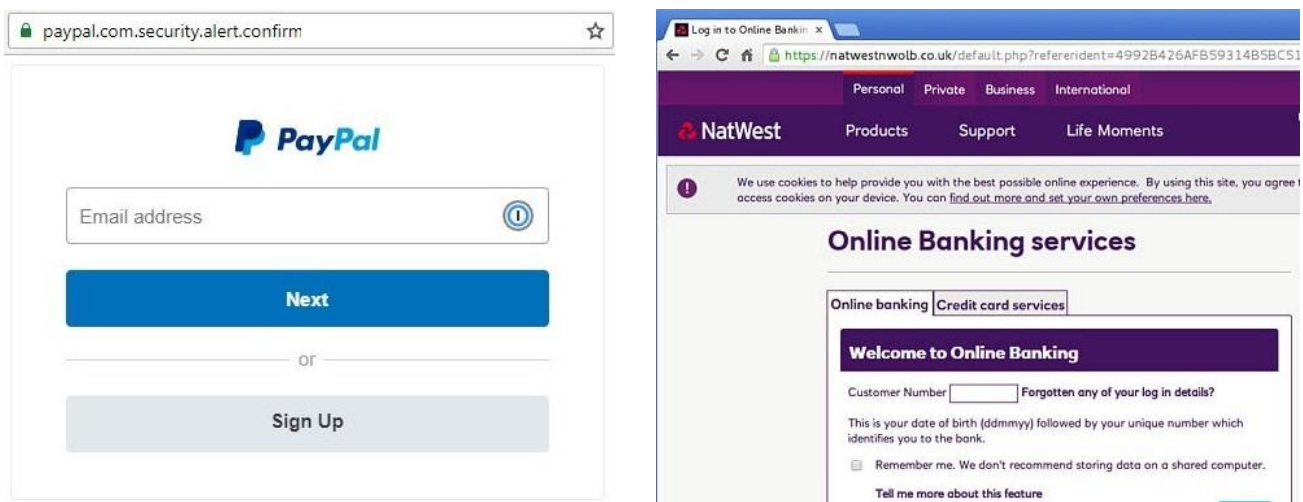 paypal.com.security.alert.confirm
PayPal
Email address
Next
or
Sign Up
Log in to Online Bankin
https://natwestnwolb.co.uk/default.php?refererident=4992B426AFB59314B5BC51
Personal Private Business International
NatWest Products Support Life Moments
We use cookies to help provide you with the best possible online experience. By using this site, you agree
access cookies on your device. You can find out more and set your own preferences here.
Online Banking services
Online banking Credit card services
Welcome to Online Banking
Customer Number Forgotten any of your log in details?
This is your date of birth (ddmmyy) followed by your unique number which
identifies you to the bank.
Remember me. We don't recommend storing data on a shared computer.
Tell me more about this feature